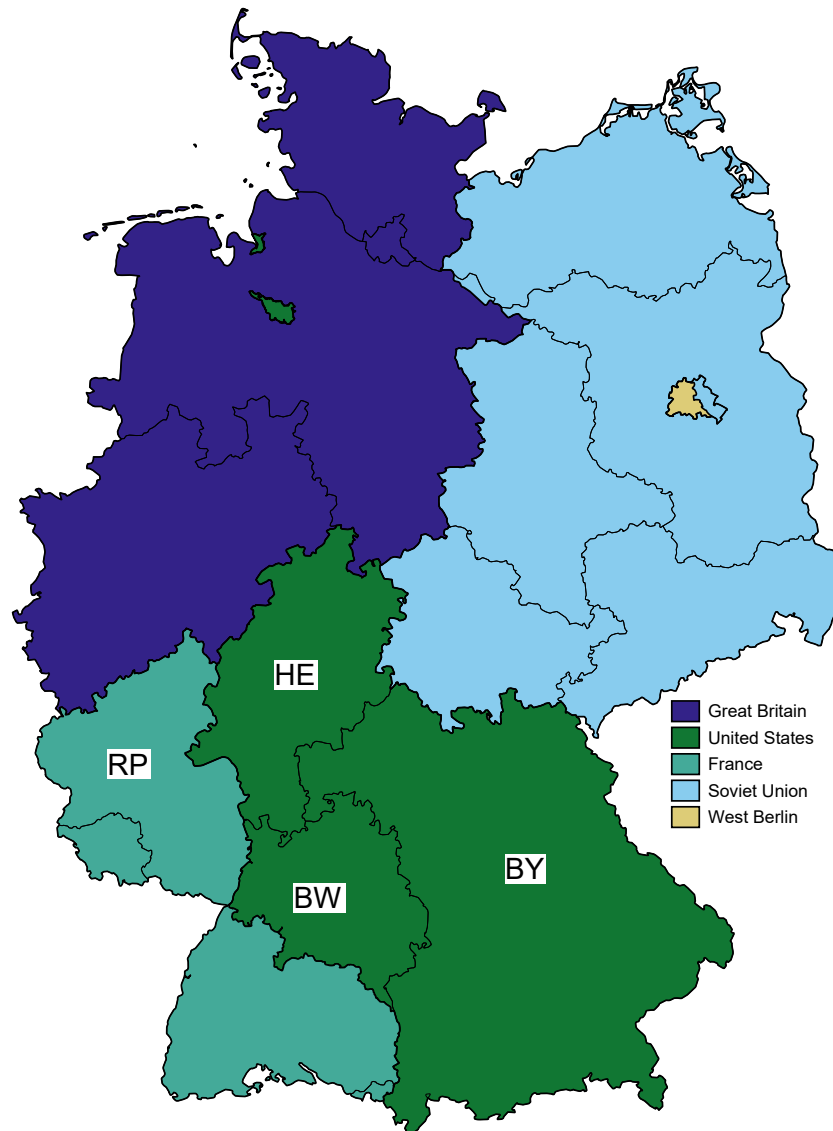 HE
RP
BW
BY
Great Britain
United States
France
Soviet Union
West Berlin